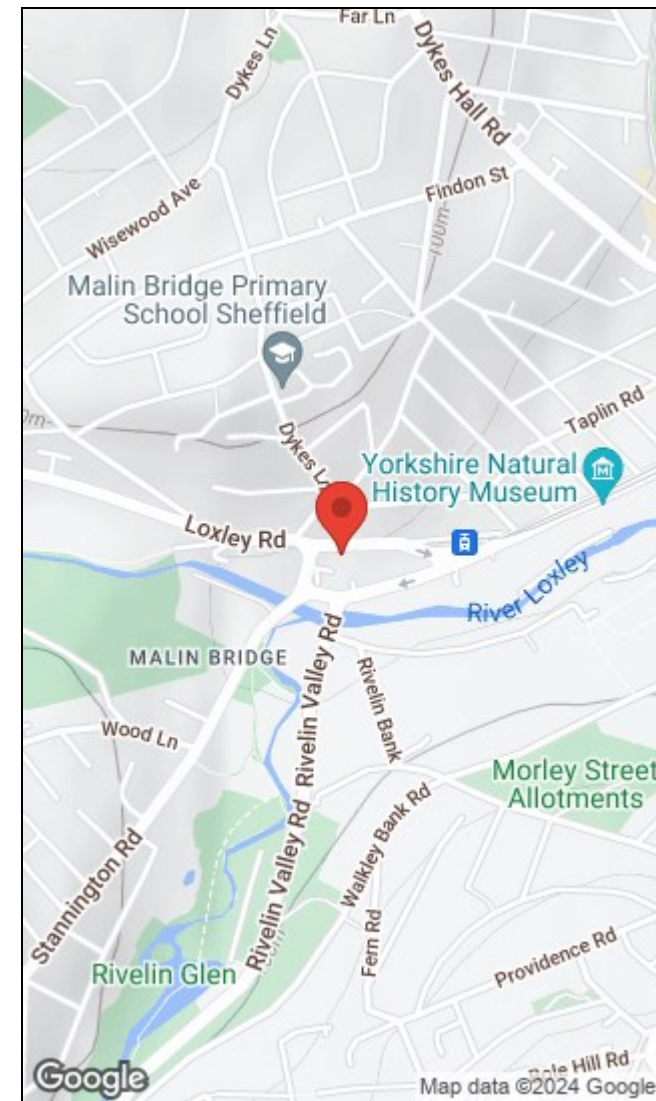 Far Ln
Dykes Ln
Dykes Hall Rd
Findon St
Wisewood Ave
100m
Malin Bridge Primary
School Sheffield
Taplin Rd
Dykes L
Yorkshire Natural
History Museum
Loxley Rd
River Loxley
MALIN BRIDGE
Rivelin Valley Rd
Rivelin Bank
Wood Ln
Morley Street
Allotments
Walkley Bank Rd
Stannington Rd
Rivelin Valley Rd
Fern Rd
Providence Rd
Rivelin Glen
Hill Rd
Google
Map data ©2024 Google